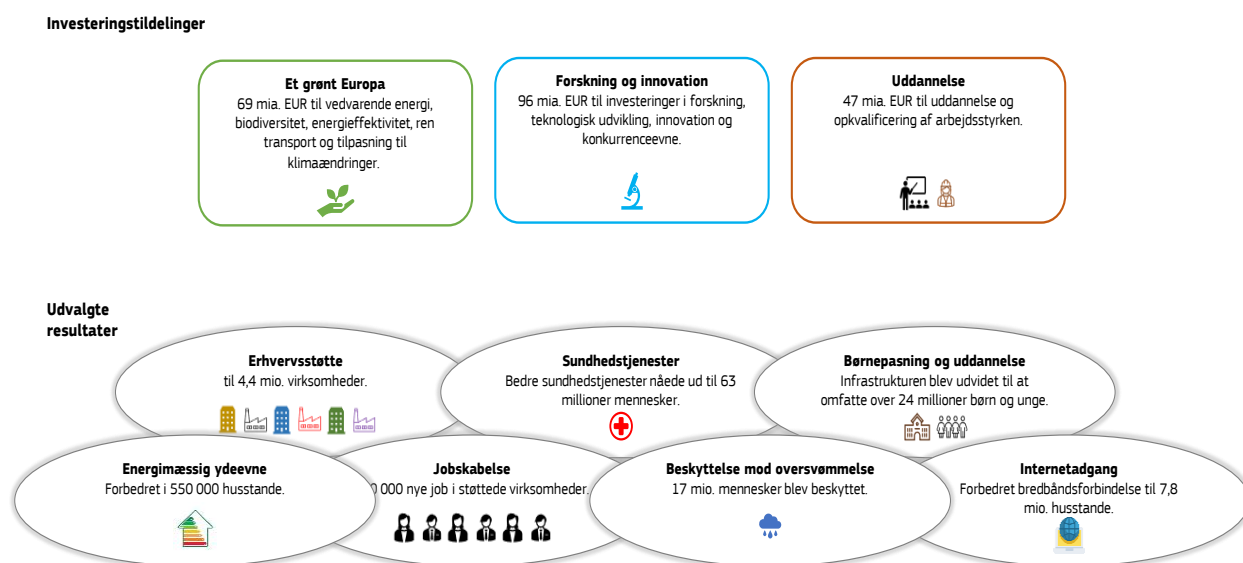 Investeringstildelinger
Et grønt Europa
69 mia. EUR til vedvarende energi,
biodiversitet, energieffektivitet, ren
transport og tilpasning til
klimaændringer.
Forskning og innovation
96 mia. EUR til investeringer i forskning,
teknologisk udvikling, innovation og
konkurrenceevne.
Uddannelse
47 mia. EUR til uddannelse og
opkvalificering af arbejdsstyrken.
Udvalgte
resultater
Erhvervsstøtte
til 4,4 mio. virksomheder.
Sundhedstjenester
Bedre sundhedstjenester nåede ud til 63
millioner mennesker.
Børnepasning og uddannelse
Infrastrukturen blev udvidet til at
omfatte over 24 millioner børn og unge.
Energimæssig ydeevne
Forbedret i 550 000 husstande.
Jobskabelse
000 nye job i støttede virksomheder.
Beskyttelse mod oversvømmelse
17 mio. mennesker blev beskyttet.
Internetadgang
Forbedret bredbåndsforbindelse til 7,8
mio. husstande.